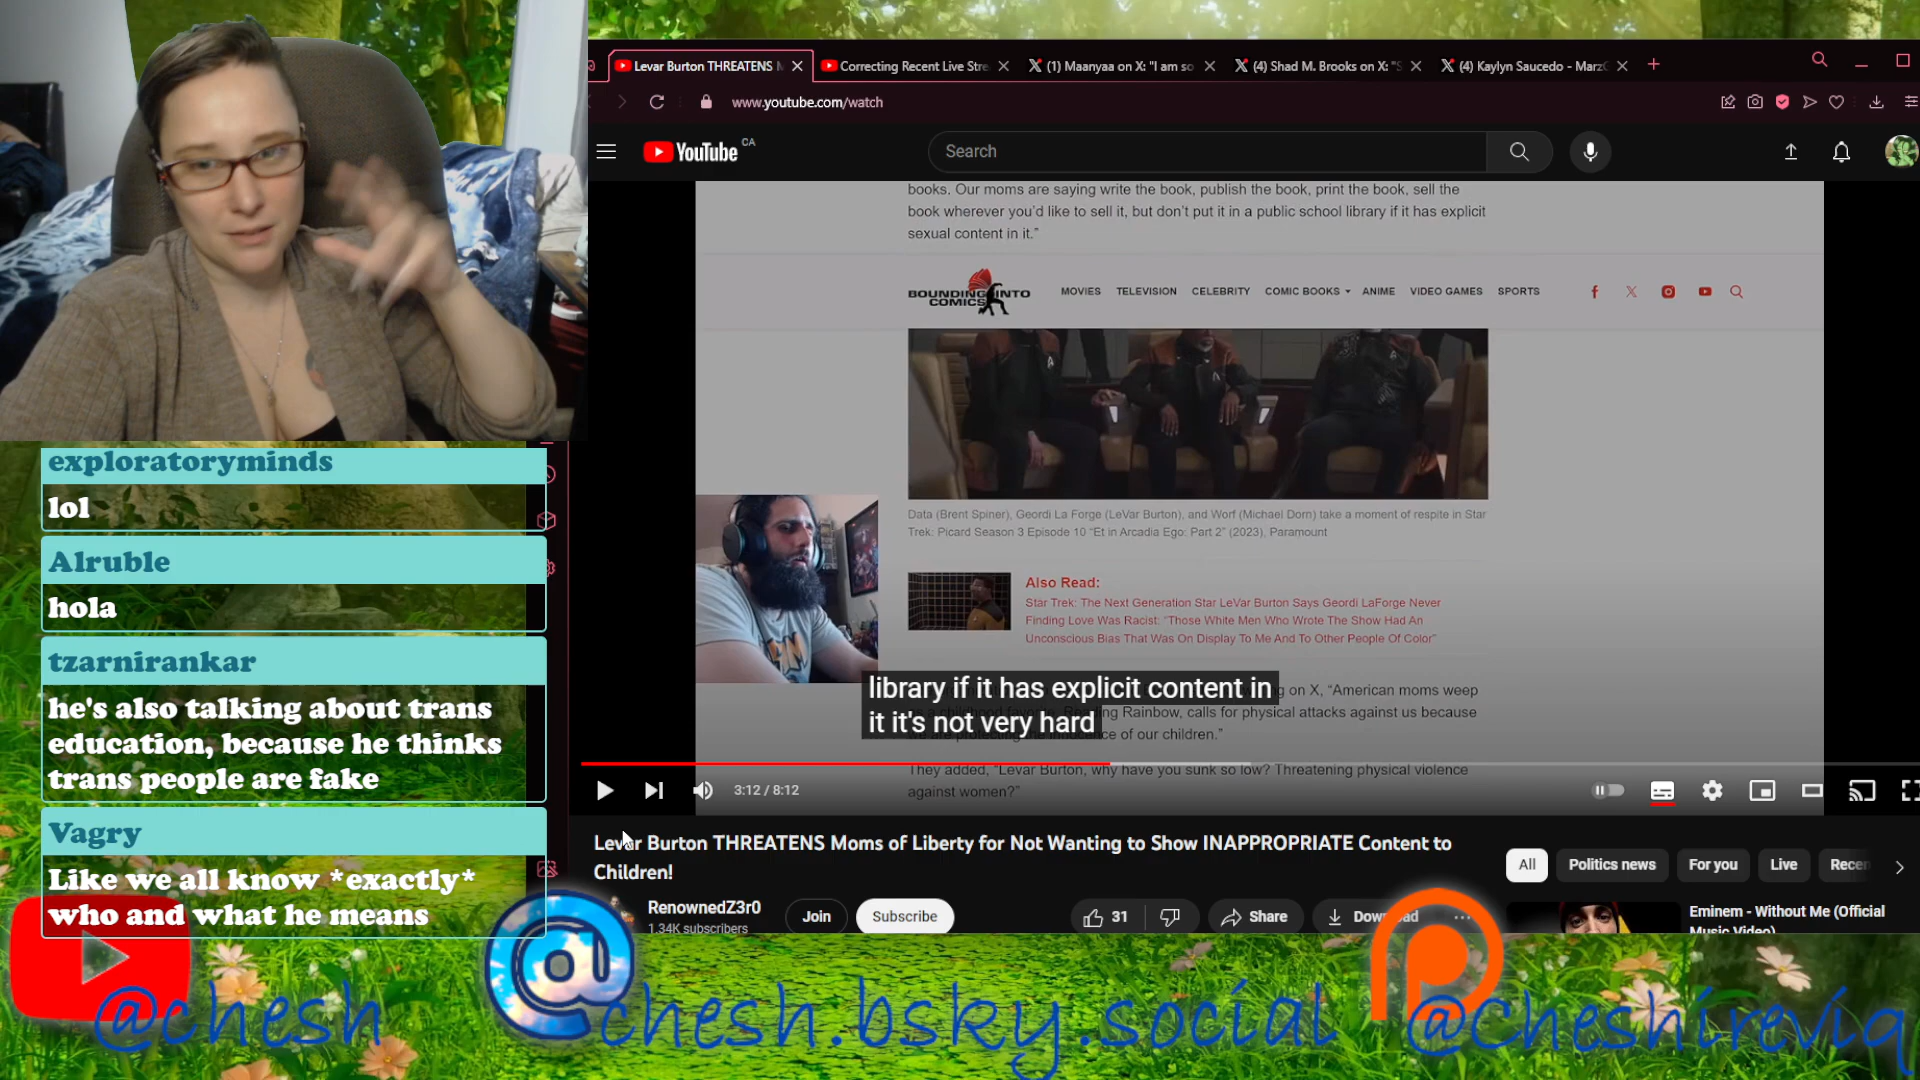 Levar Burton THREATENS M
Correcting Recent Live Stre
(1) Maanyaa on X: "I am so
(4) Shad M. Brooks on X: "S
(4) Kaylyn Saucedo - Marz
www.youtube.com/watch
YouTube CA
Search
books. Our moms are saying write the book, publish the book, print the book, sell the
book wherever you'd like to sell it, but don't put it in a public school library if it has explicit
sexual content in it."
BOUNDING INTO
COMICS
MOVIES TELEVISION CELEBRITY COMIC BOOKS ANIME VIDEO GAMES SPORTS
Data (Brent Spiner), Geordi La Forge (LeVar Burton), and Worf (Michael Dorn) take a moment of respite in Star
Trek: Picard Season 3 Episode 10 "Et in Arcadia Ego: Part 2" (2023), Paramount
Also Read:
Star Trek: The Next Generation Star LeVar Burton Says Geordi LaForge Never
Finding Love Was Racist: "Those White Men Who Wrote The Show Had An
Unconscious Bias That Was On Display To Me And To Other People Of Color"
library if it has explicit content in
it it's not very hard
on X, "American moms weep
Rainbow, calls for physical attacks against us because
of our children."
They added, "Levar Burton, why have you sunk so low? Threatening physical violence
against women?"
3:12 / 8:12
Levar Burton THREATENS Moms of Liberty for Not Wanting to Show INAPPROPRIATE Content to
Children!
RenownedZ3r0
1.34K subscribers
Join
Subscribe
31
Share
Download
All
Politics news
For you
Live
Recen
Eminem - Without Me (Official
Music Video)
exploratoryminds
lol
Alruble
hola
tzarnirankar
he's also talking about trans
education, because he thinks
trans people are fake
Vagry
Like we all know *exactly*
who and what he means
@chesh
@chesh.bsky.social
@cheshireviq